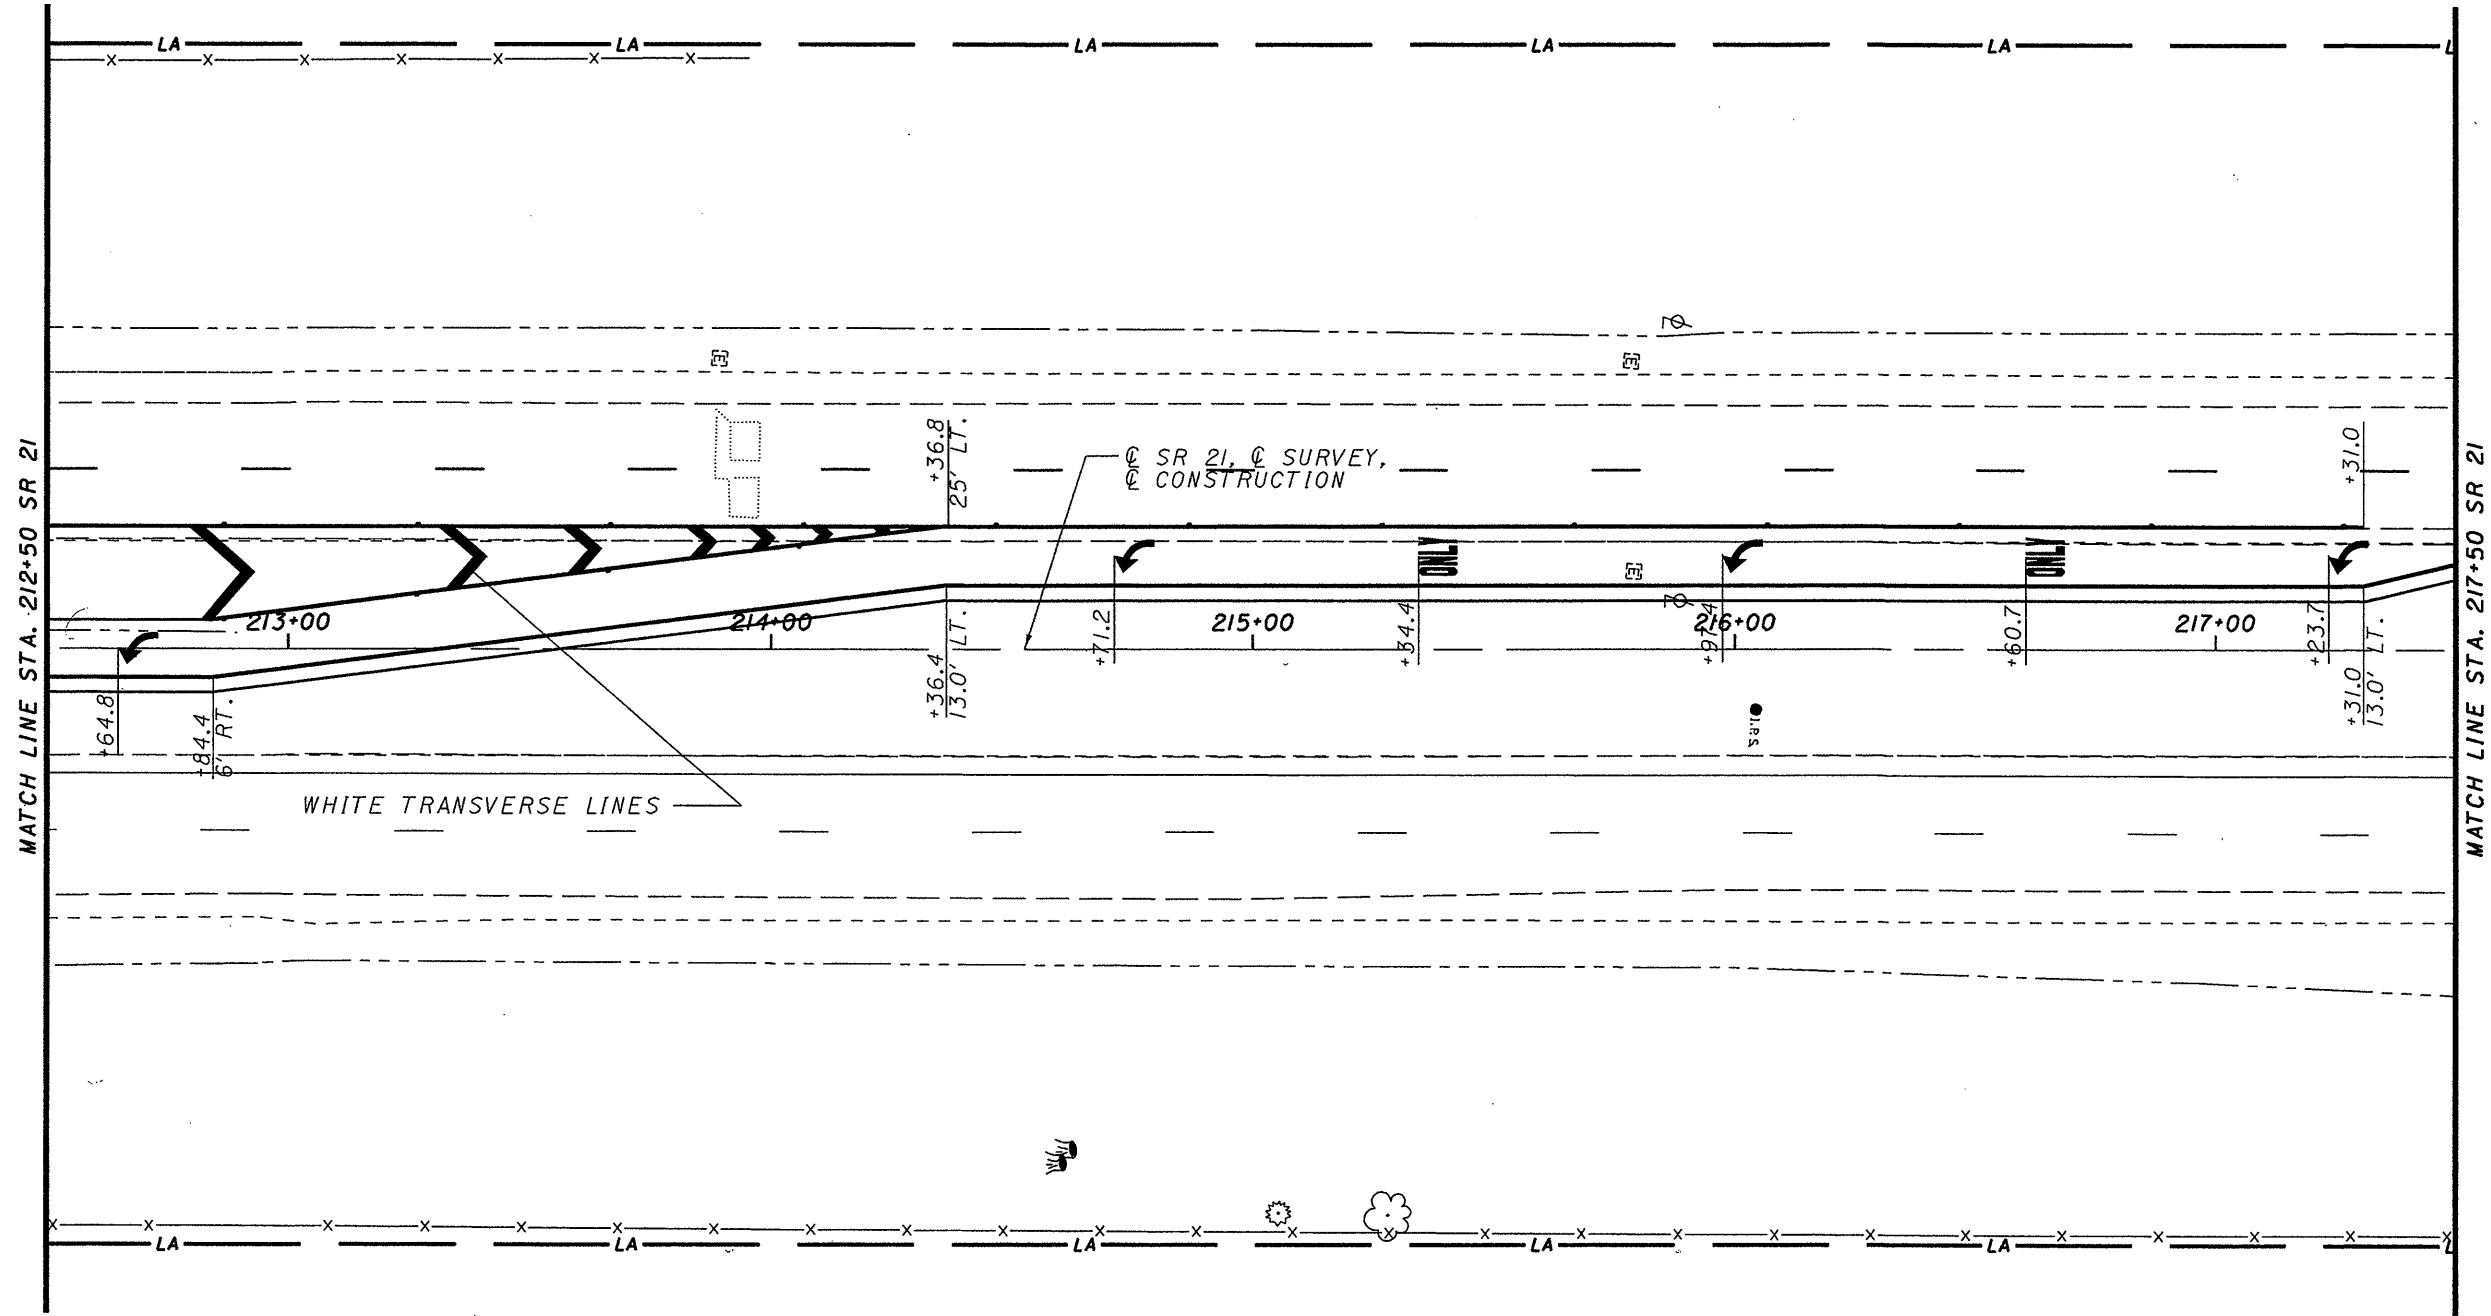 LA LA LA LA LA L
MATCH LINE STA. 212+50 SR 21
MATCH LINE STA. 217+50 SR 21
[E] [E]
+36.8
25' LT.
℄ SR 21, ℄ SURVEY,
℄ CONSTRUCTION
+31.0
ONLY
ONLY
[E]
213+00 214+00 215+00 216+00 217+00
+64.8
+84.4
6' RT.
+36.4
13.0' LT.
+71.2
+34.4
+97.4
+60.7
+23.7
+31.0
13.0' LT.
I.P.S.
WHITE TRANSVERSE LINES
LA LA LA LA LA L